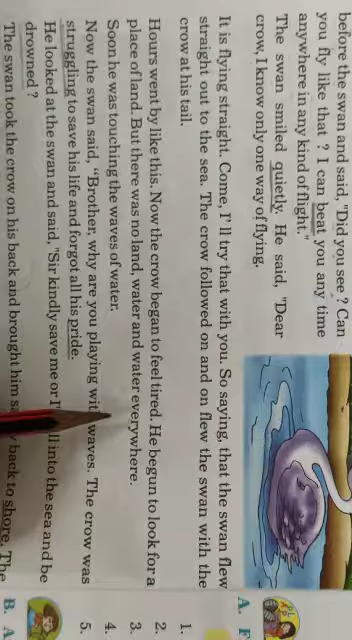 before the swan and said, "Did you see ? Can
you fly like that ? I can beat you any time
anywhere in any kind of flight."
The swan smiled quietly. He said, "Dear
crow, I know only one way of flying.
It is flying straight. Come, I' ll try that with you. So saying, that the swan flew
straight out to the sea. The crow followed on and on flew the swan with the
crow at his tail.
Hours went by like this. Now the crow began to feel tired. He begun to look for a
place of land. But there was no land, water and water everywhere.
Soon he was touching the waves of water.
Now the swan said, "Brother, why are you playing with waves. The crow was
struggling to save his life and forgot all his pride.
He looked at the swan and said, "Sir kindly save me or into the sea and be
drowned ?
The swan took the crow on his back and brought him back to shore. The
A. F
1.
2.
3.
4.
5.
B. A